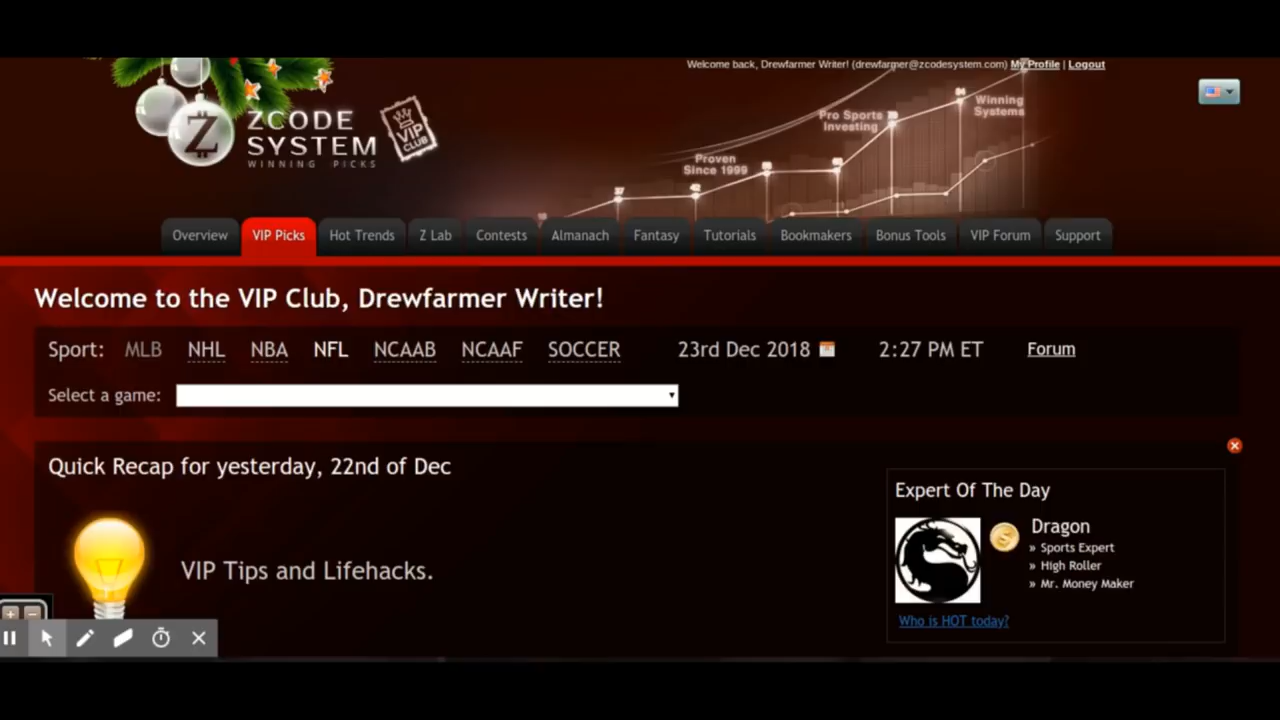 Welcome back, Drewfarmer Writer! (drewfarmer@zcodesystem.com) My Profile | Logout
Z
ZCODE
SYSTEM
WINNING PICKS
VIP
CLUB
Proven
Since 1999
Pro Sports
Investing
Winning
Systems
37
42
94
Overview VIP Picks Hot Trends Z Lab Contests Almanach Fantasy Tutorials Bookmakers Bonus Tools VIP Forum Support
Welcome to the VIP Club, Drewfarmer Writer!
Sport: MLB NHL NBA NFL NCAAB NCAAF SOCCER 23rd Dec 2018 2:27 PM ET Forum
Select a game:
Quick Recap for yesterday, 22nd of Dec
VIP Tips and Lifehacks.
Expert Of The Day
Dragon
» Sports Expert
» High Roller
» Mr. Money Maker
Who is HOT today?